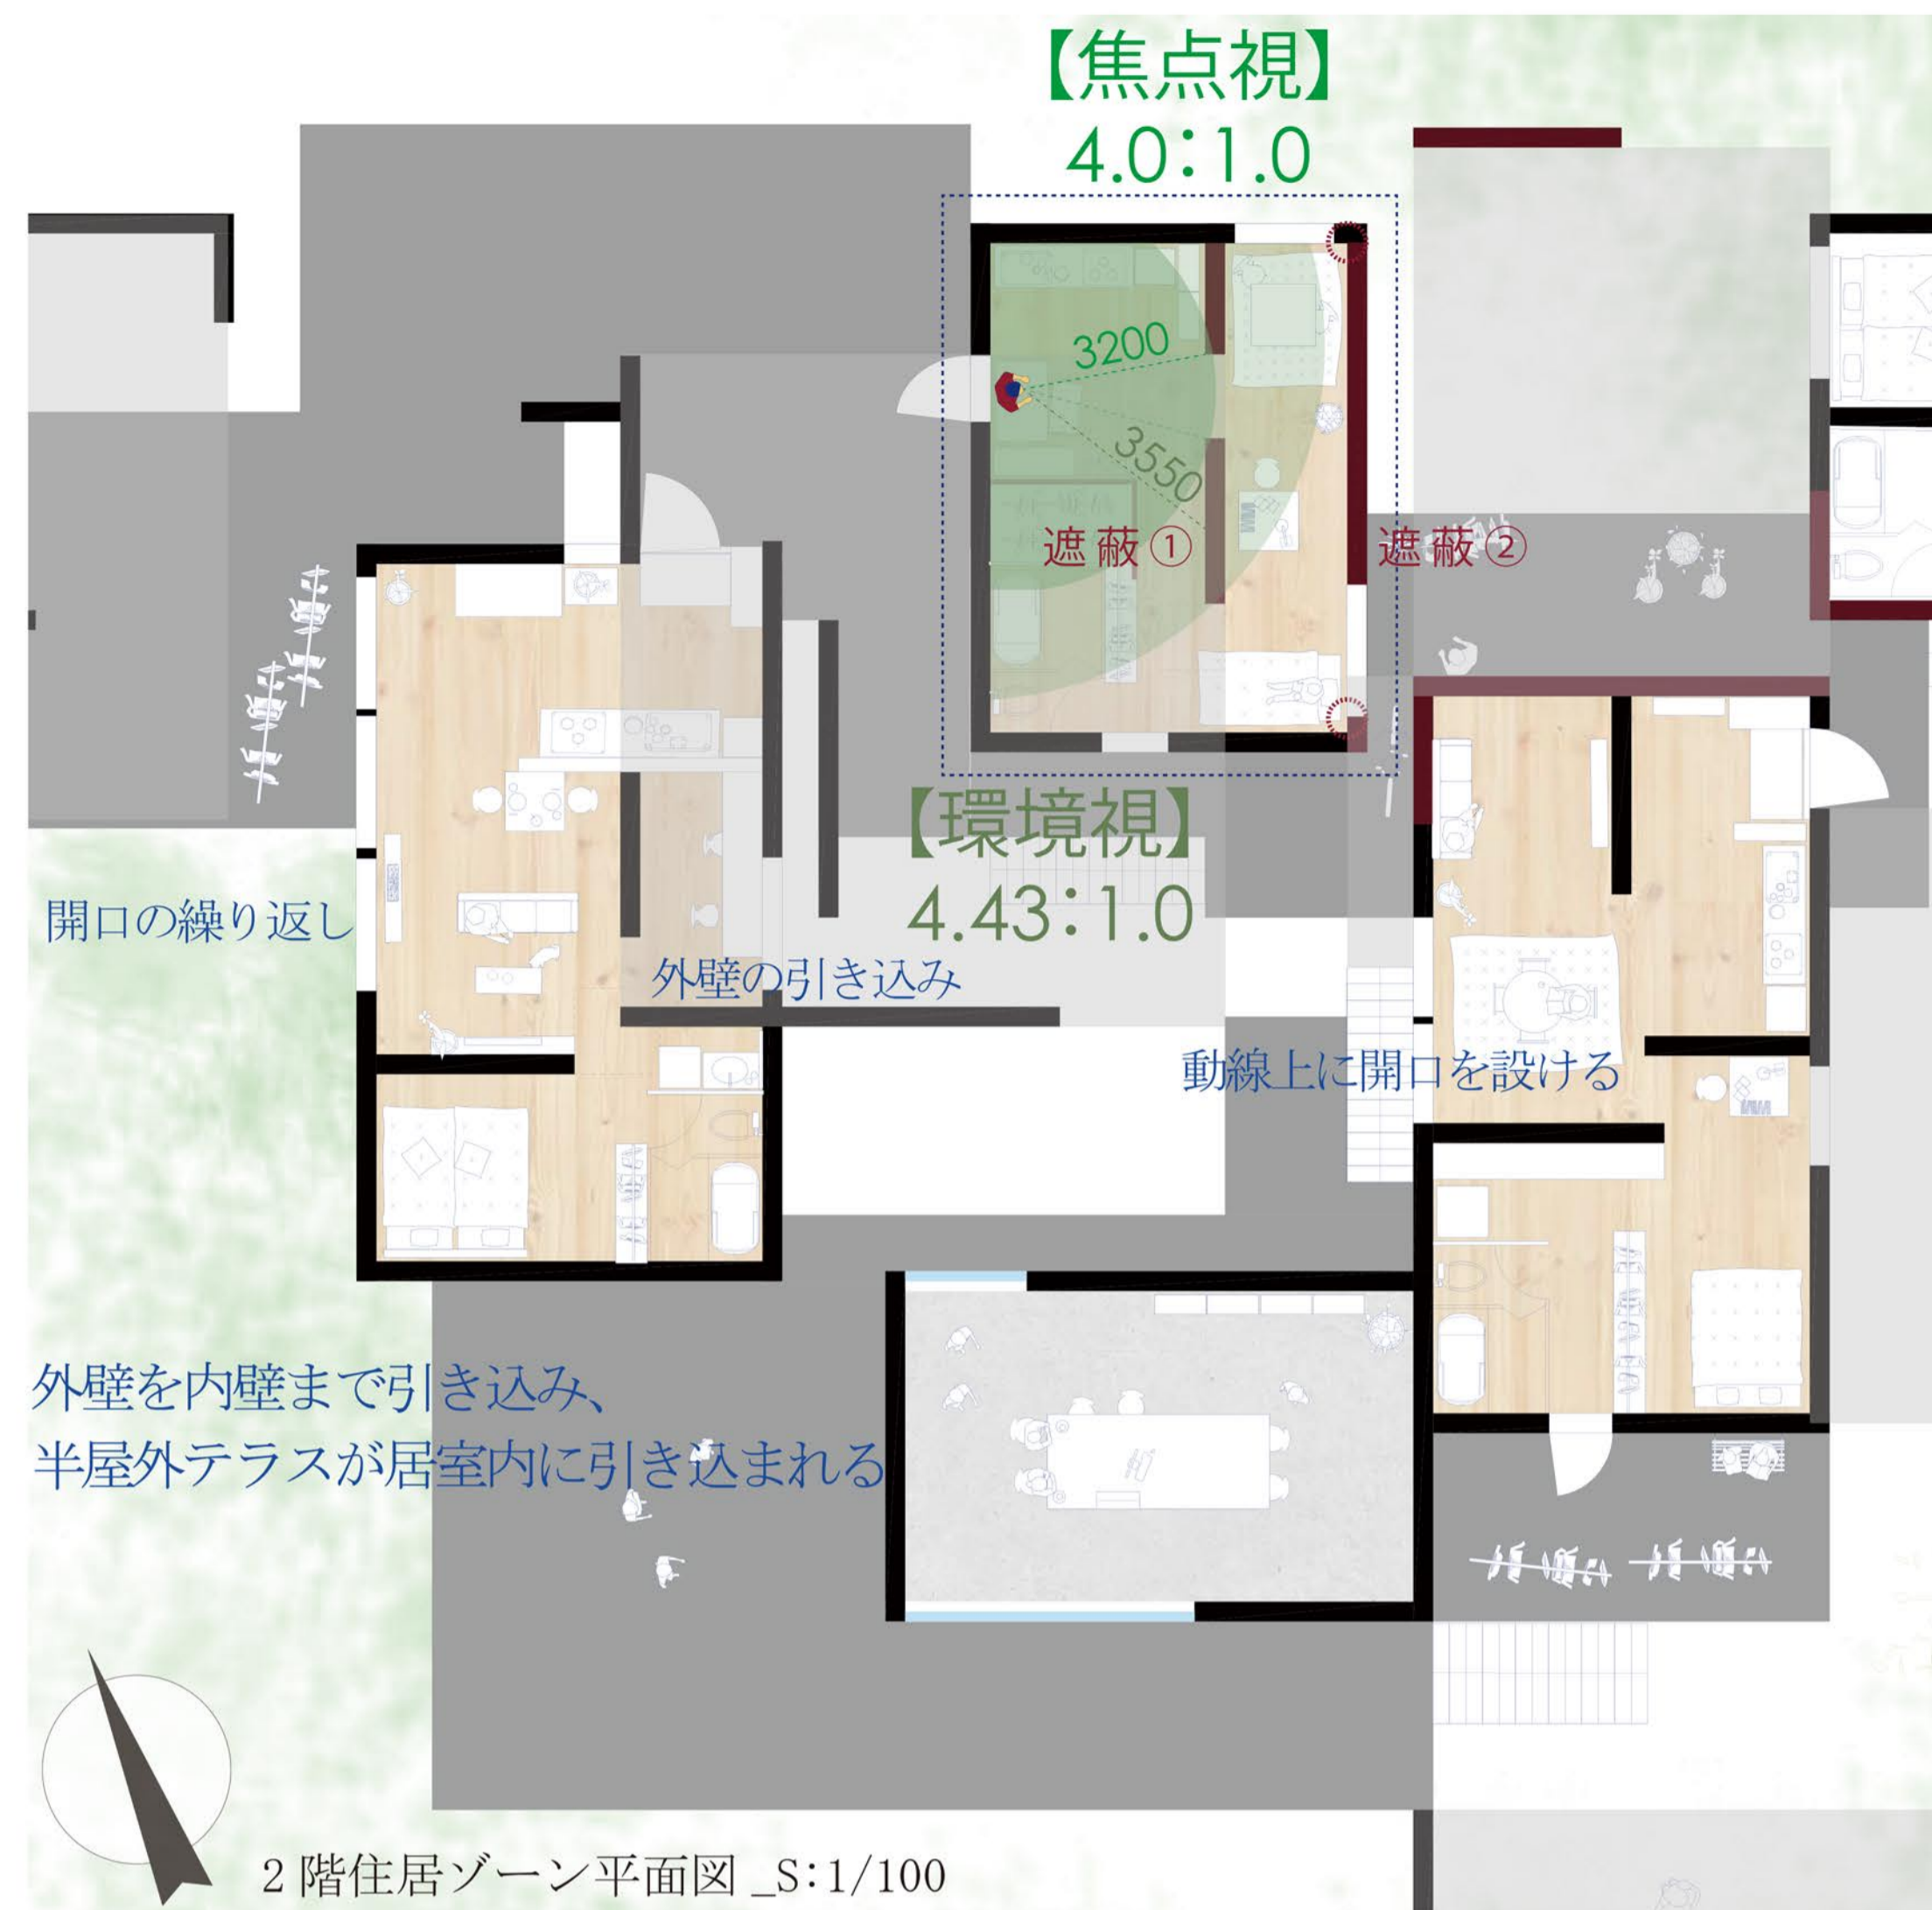 【焦点視】
4.0:1.0
3200
3550
遮蔽①
遮蔽②
【環境視】
4.43:1.0
開口の繰り返し
外壁の引き込み
動線上に開口を設ける
外壁を内壁まで引き込み、
半屋外テラスが居室内に引き込まれる
2階住居ゾーン平面図_S:1/100